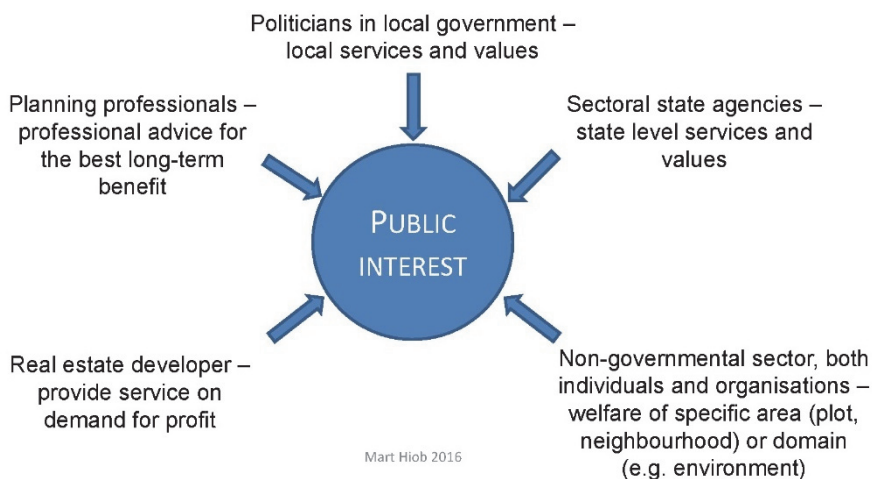 Politicians in local government –
local services and values
Planning professionals –
professional advice for
the best long-term
benefit
Sectoral state agencies –
state level services and
values
PUBLIC
INTEREST
Real estate developer –
provide service on
demand for profit
Non-governmental sector, both
individuals and organisations –
welfare of specific area (plot,
neighbourhood) or domain
(e.g. environment)
Mart Hiob 2016